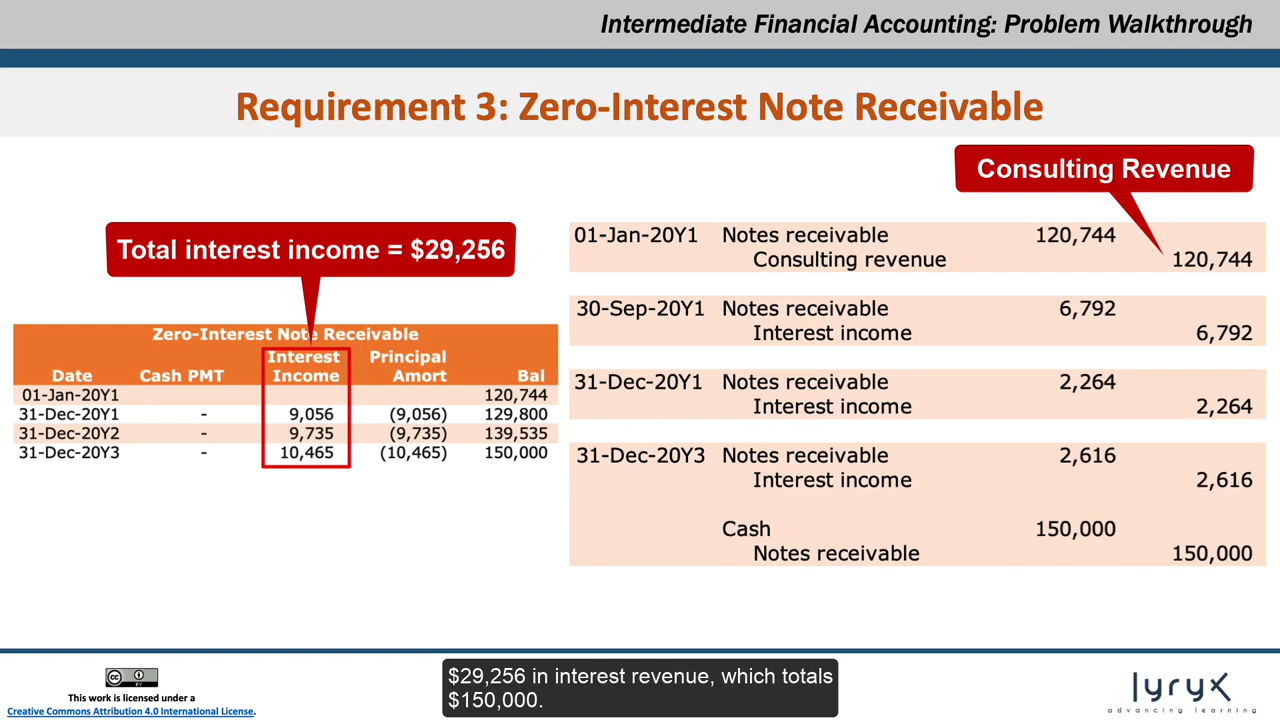 Intermediate Financial Accounting: Problem Walkthrough
Requirement 3: Zero-Interest Note Receivable
Consulting Revenue
Total interest income = $29,256
Zero-Interest Note Receivable
Date Cash PMT Interest Income Principal Amort Bal
01-Jan-20Y1 120,744
31-Dec-20Y1 - 9,056 (9,056) 129,800
31-Dec-20Y2 - 9,735 (9,735) 139,535
31-Dec-20Y3 - 10,465 (10,465) 150,000
01-Jan-20Y1 Notes receivable 120,744
Consulting revenue 120,744
30-Sep-20Y1 Notes receivable 6,792
Interest income 6,792
31-Dec-20Y1 Notes receivable 2,264
Interest income 2,264
31-Dec-20Y3 Notes receivable 2,616
Interest income 2,616
Cash 150,000
Notes receivable 150,000
$29,256 in interest revenue, which totals
$150,000.
cc BY
This work is licensed under a
Creative Commons Attribution 4.0 International License.
lyryx
advancing learning